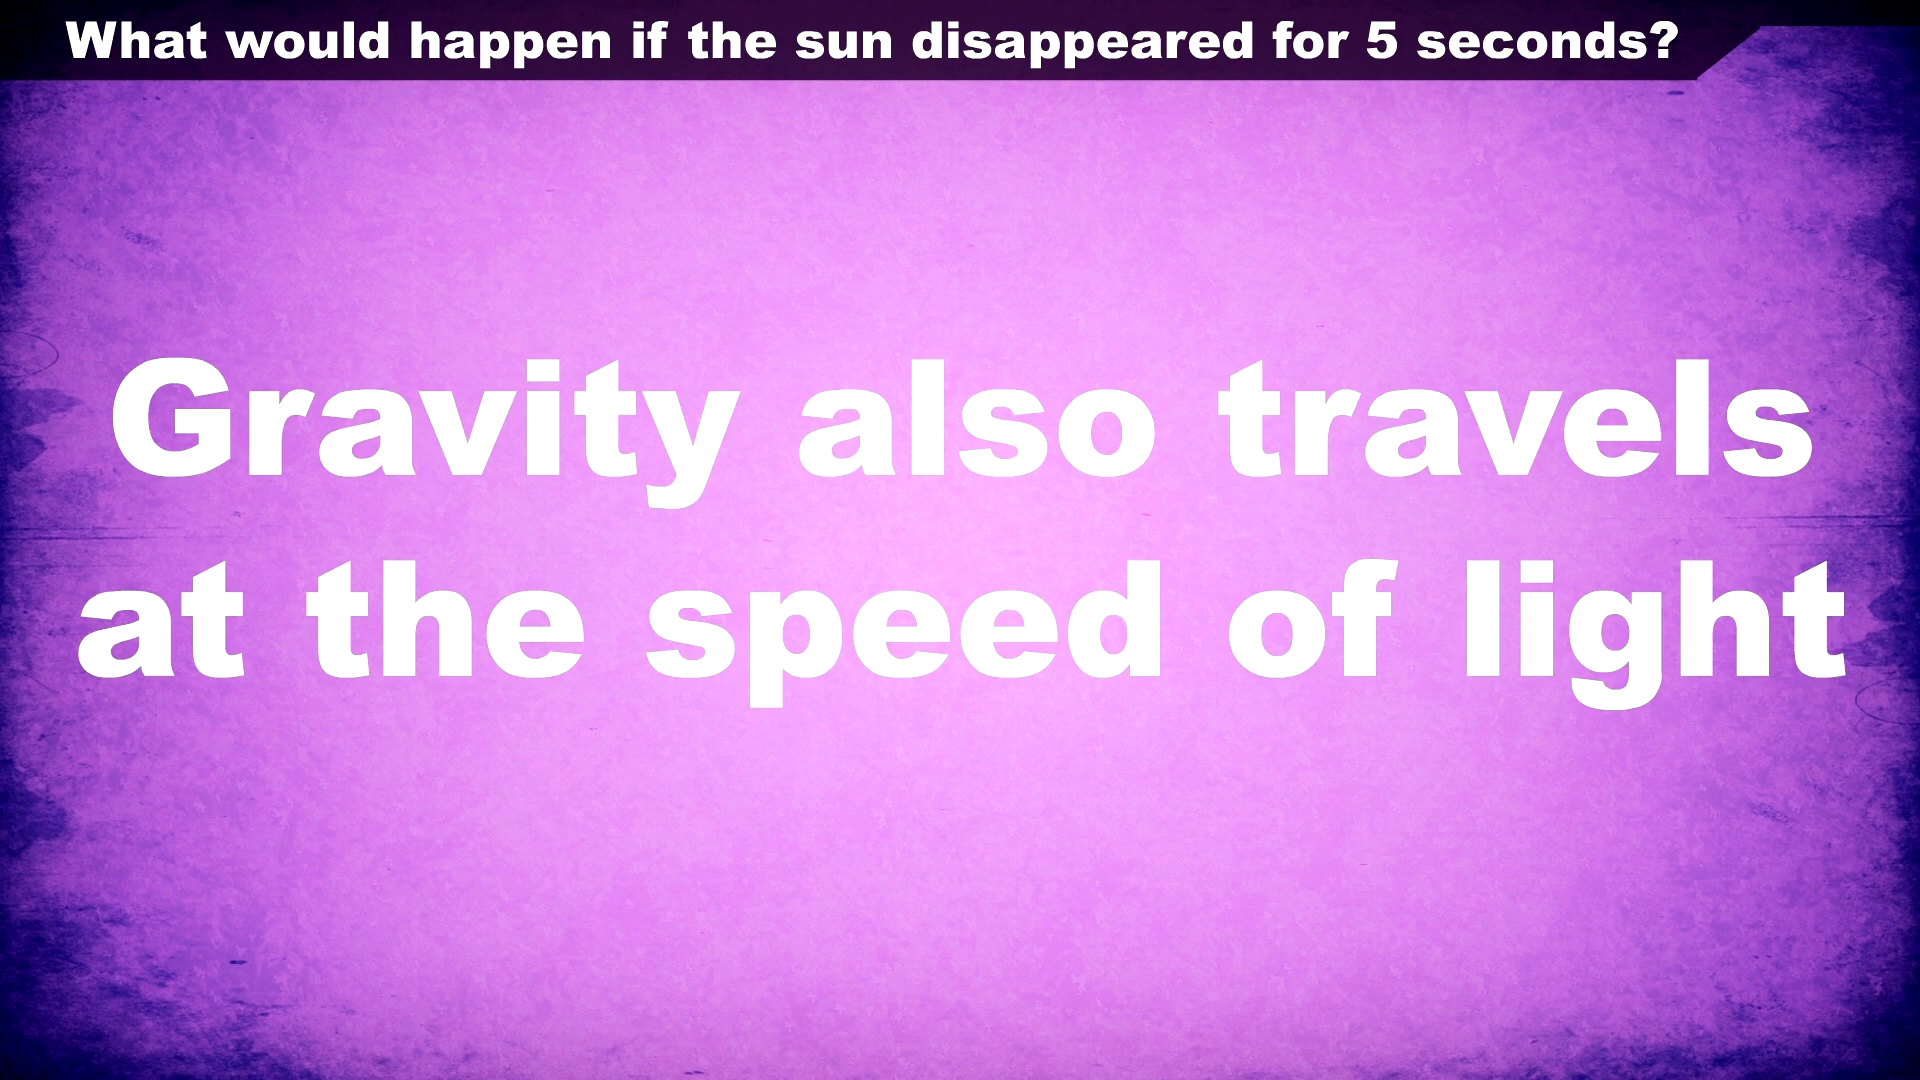 What would happen if the sun disappeared for 5 seconds?
Gravity also travels
at the speed of light